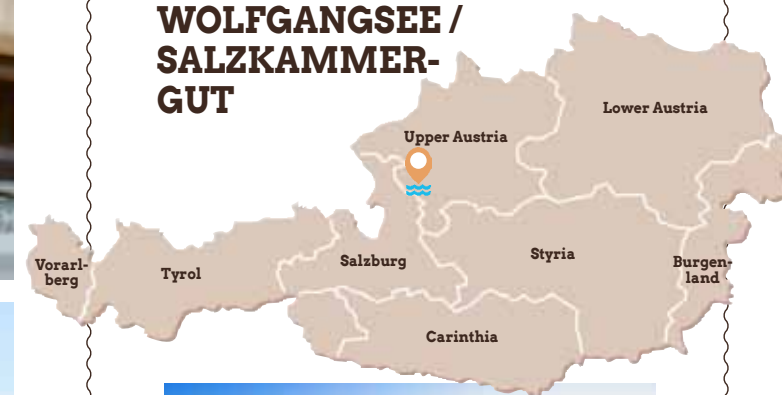 WOLFGANGSEE /
SALZKAMMER-
GUT
Lower Austria
Upper Austria
Vorarl-
berg
Tyrol
Salzburg
Styria
Burgen-
land
Carinthia